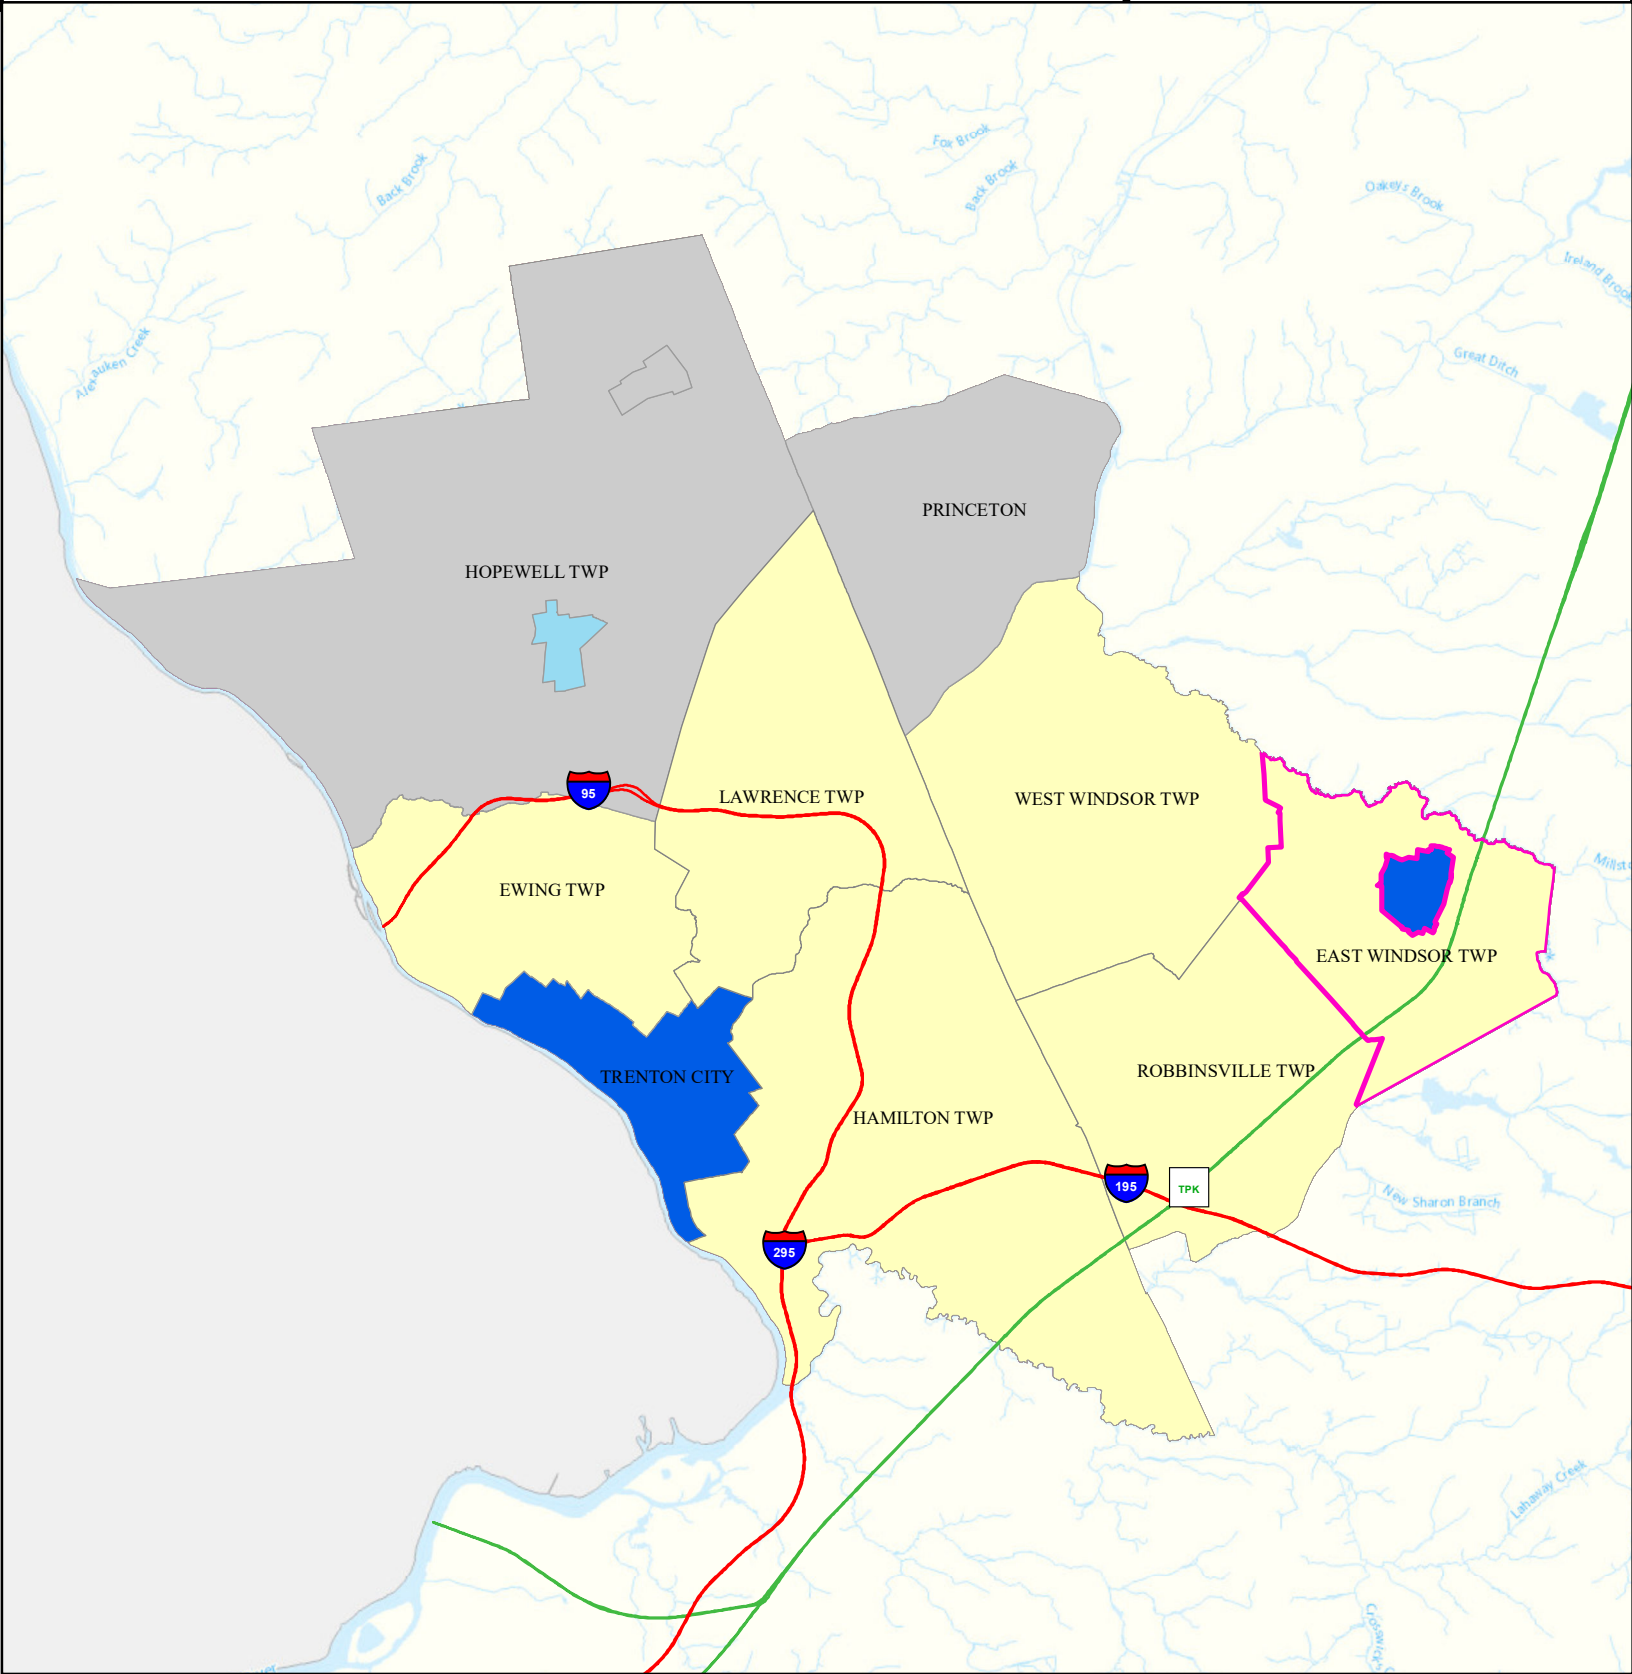 Fox Brook
Back Brook
Back Brook
Oakeys Brook
Ireland Brook
Alexauken Creek
Great Ditch
PRINCETON
HOPEWELL TWP
95
LAWRENCE TWP
WEST WINDSOR TWP
EWING TWP
EAST WINDSOR TWP
TRENTON CITY
ROBBINSVILLE TWP
HAMILTON TWP
195
TPK
New Sharon Branch
295
Lahaway Creek